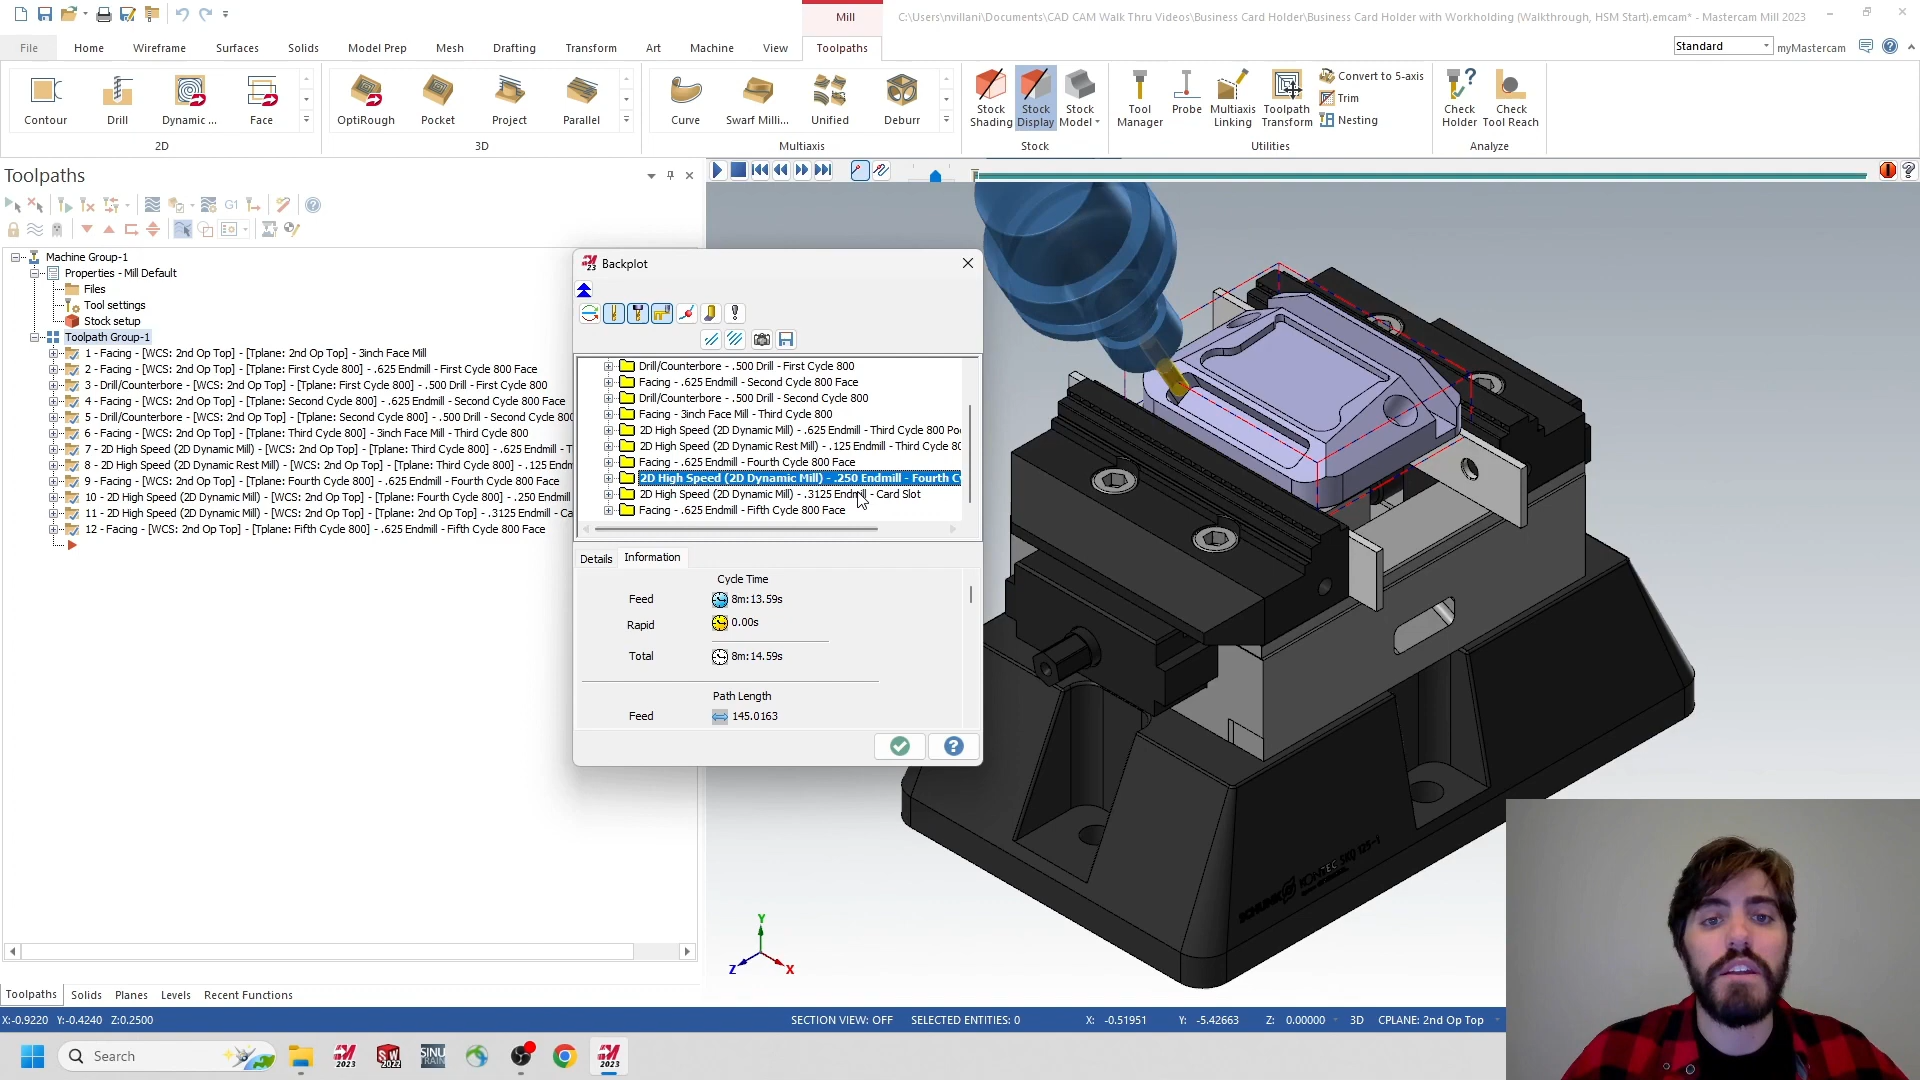 Mill
C:\Users\nvillani\Documents\CAD CAM Walk Thru Videos\Business Card Holder\Business Card Holder with Workholding (Walkthrough, HSM Start).emcam* - Mastercam Mill 2023
File Home Wireframe Surfaces Solids Model Prep Mesh Drafting Transform Art Machine View Toolpaths
Standard myMastercam
Contour Drill Dynamic ... Face
2D
OptiRough Pocket Project Parallel
3D
Curve Swarf Milli... Unified Deburr
Multiaxis
Stock Shading
Stock Display
Stock Model
Stock
Tool Manager
Probe
Multiaxis Linking
Toolpath Transform
Convert to 5-axis
Trim
Nesting
Utilities
Check Holder
Check Tool Reach
Analyze
Toolpaths
G1
Machine Group-1
Properties - Mill Default
Files
Tool settings
Stock setup
Toolpath Group-1
1 - Facing - [WCS: 2nd Op Top] - [Tplane: 2nd Op Top] - 3inch Face Mill
2 - Facing - [WCS: 2nd Op Top] - [Tplane: First Cycle 800] - .625 Endmill - First Cycle 800 Face
3 - Drill/Counterbore - [WCS: 2nd Op Top] - [Tplane: First Cycle 800] - .500 Drill - First Cycle 800
4 - Facing - [WCS: 2nd Op Top] - [Tplane: Second Cycle 800] - .625 Endmill - Second Cycle 800 Face
5 - Drill/Counterbore - [WCS: 2nd Op Top] - [Tplane: Second Cycle 800] - .500 Drill - Second Cycle 800
6 - Facing - [WCS: 2nd Op Top] - [Tplane: Third Cycle 800] - 3inch Face Mill - Third Cycle 800
7 - 2D High Speed (2D Dynamic Mill) - [WCS: 2nd Op Top] - [Tplane: Third Cycle 800] - .625 Endmill - T
8 - 2D High Speed (2D Dynamic Rest Mill) - [WCS: 2nd Op Top] - [Tplane: Third Cycle 800] - .125 Endm
9 - Facing - [WCS: 2nd Op Top] - [Tplane: Fourth Cycle 800] - .625 Endmill - Fourth Cycle 800 Face
10 - 2D High Speed (2D Dynamic Mill) - [WCS: 2nd Op Top] - [Tplane: Fourth Cycle 800] - .250 Endmill
11 - 2D High Speed (2D Dynamic Mill) - [WCS: 2nd Op Top] - [Tplane: 2nd Op Top] - .3125 Endmill - Ca
12 - Facing - [WCS: 2nd Op Top] - [Tplane: Fifth Cycle 800] - .625 Endmill - Fifth Cycle 800 Face
23 Backplot
Drill/Counterbore - .500 Drill - First Cycle 800
Facing - .625 Endmill - Second Cycle 800 Face
Drill/Counterbore - .500 Drill - Second Cycle 800
Facing - 3inch Face Mill - Third Cycle 800
2D High Speed (2D Dynamic Mill) - .625 Endmill - Third Cycle 800 Po
2D High Speed (2D Dynamic Rest Mill) - .125 Endmill - Third Cycle 80
Facing - .625 Endmill - Fourth Cycle 800 Face
2D High Speed (2D Dynamic Mill) - .250 Endmill - Fourth C
2D High Speed (2D Dynamic Mill) - .3125 Endmill - Card Slot
Facing - .625 Endmill - Fifth Cycle 800 Face
Details Information
Cycle Time
Feed 8m:13.59s
Rapid 0.00s
Total 8m:14.59s
Path Length
Feed 145.0163
SCHUNK KONTEC
Y
Z X
Toolpaths Solids Planes Levels Recent Functions
X:-0.9220 Y:-0.4240 Z:0.2500 SECTION VIEW: OFF SELECTED ENTITIES: 0 X: -0.51951 Y: -5.42663 Z: 0.00000 3D CPLANE: 2nd Op Top
Search
2023
SW 2022
SINU TRAIN
2023